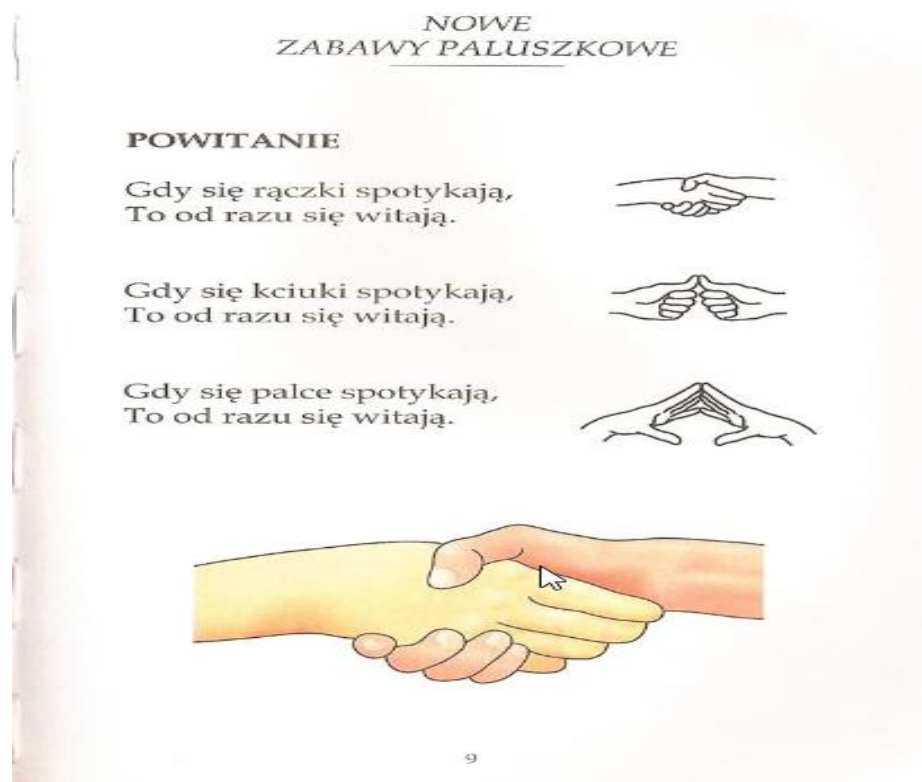 NOWE
ZABAWY PALUSZKOWE
POWITANIE
Gdy się rączki spotykają,
To od razu się witają.
Gdy się kciuki spotykają,
To od razu się witają.
Gdy się palce spotykają,
To od razu się witają.
9